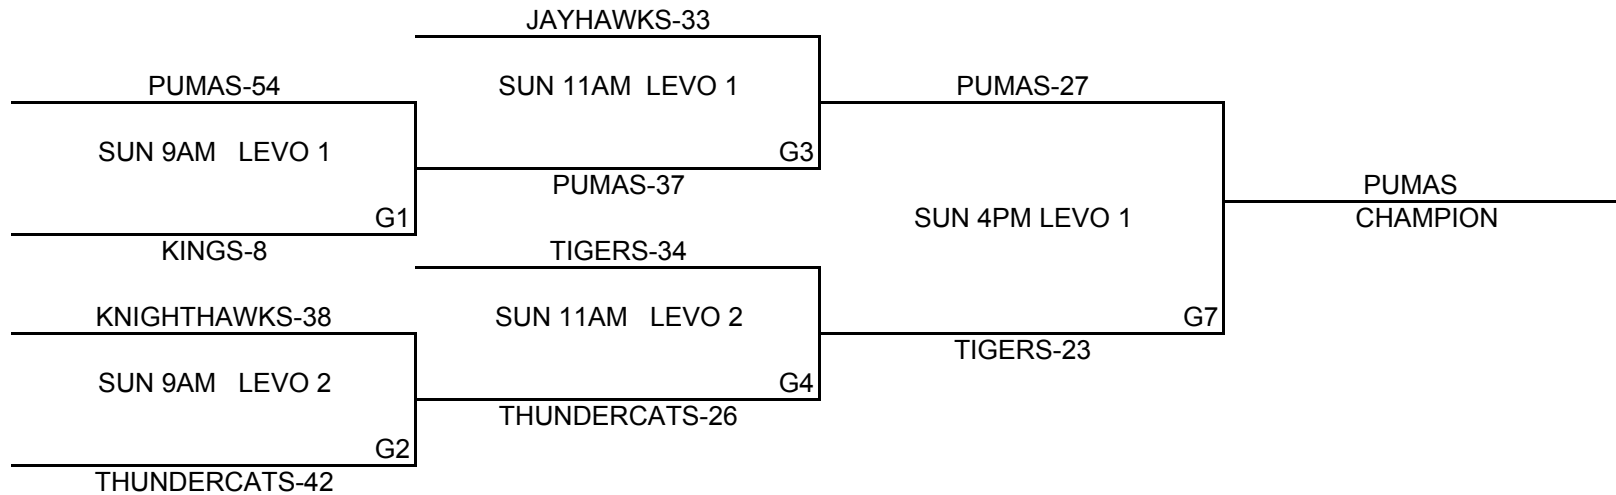 JAYHAWKS-33
PUMAS-54
SUN 11AM LEVO 1
PUMAS-27
SUN 9AM LEVO 1
G3
PUMAS-37
PUMAS
G1
SUN 4PM LEVO 1
CHAMPION
KINGS-8
TIGERS-34
KNIGHTHAWKS-38
SUN 11AM LEVO 2
G7
TIGERS-23
SUN 9AM LEVO 2
G4
THUNDERCATS-26
G2
THUNDERCATS-42